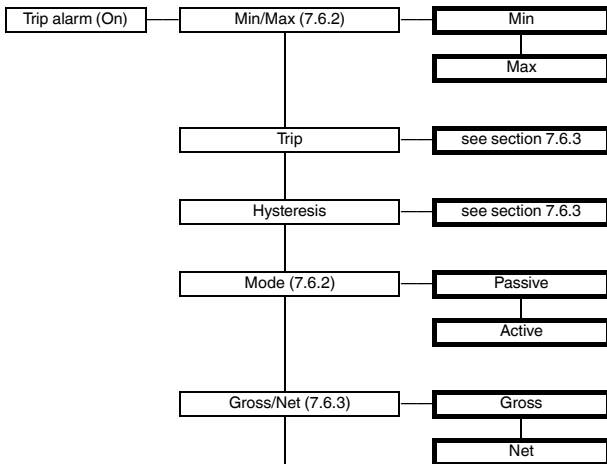 Trip alarm (On) Min/Max (7.6.2) Min
Max
Trip see section 7.6.3
Hysteresis see section 7.6.3
Mode (7.6.2) Passive
Active
Gross/Net (7.6.3) Gross
Net